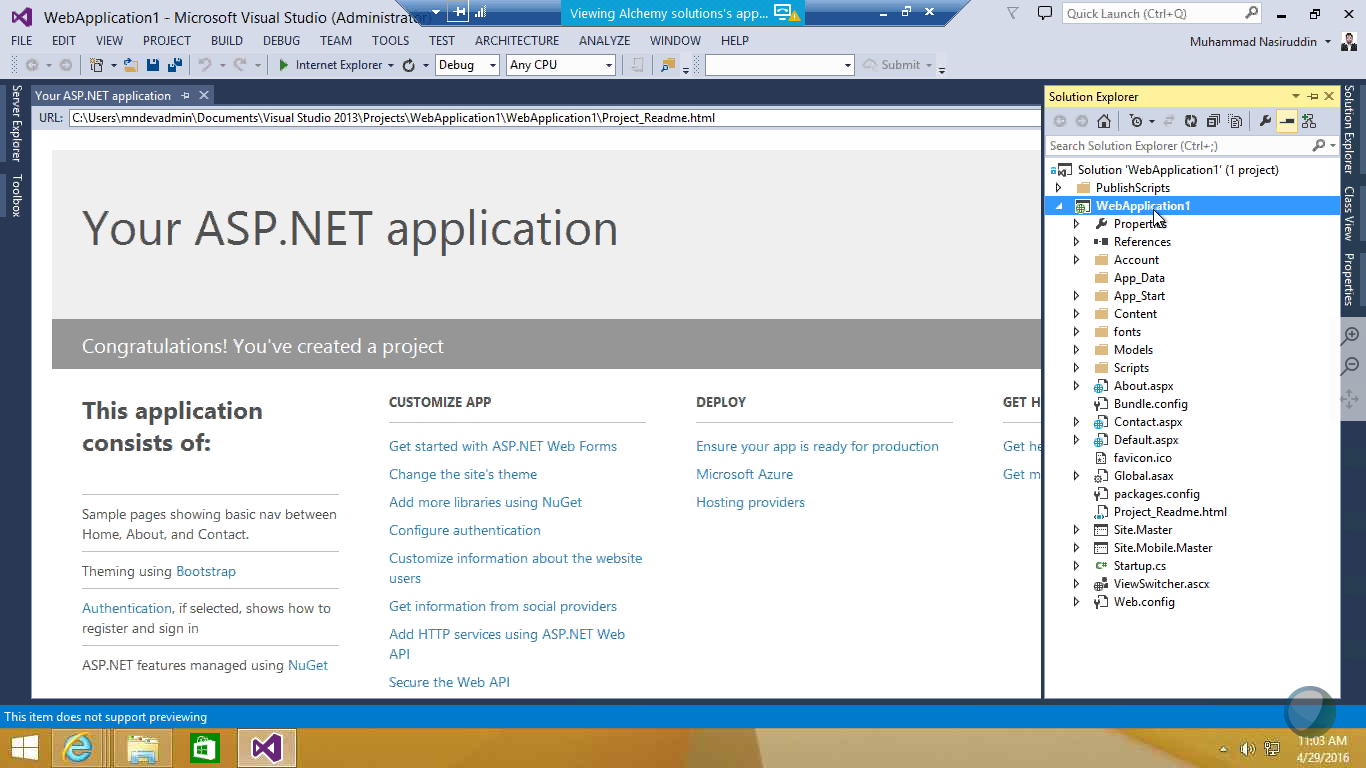 WebApplication1 - Microsoft Visual Studio (Administrator
Viewing Alchemy solutions's app...
Quick Launch (Ctrl+Q)
FILE EDIT VIEW PROJECT BUILD DEBUG TEAM TOOLS TEST ARCHITECTURE ANALYZE WINDOW HELP
Muhammad Nasiruddin
Internet Explorer Debug Any CPU Submit
Server Explorer
Toolbox
Your ASP.NET application
URL: C:\Users\mndevadmin\Documents\Visual Studio 2013\Projects\WebApplication1\WebApplication1\Project_Readme.html
Your ASP.NET application
Congratulations! You've created a project
This application
consists of:
Sample pages showing basic nav between
Home, About, and Contact.
Theming using Bootstrap
Authentication, if selected, shows how to
register and sign in
ASP.NET features managed using NuGet
CUSTOMIZE APP
Get started with ASP.NET Web Forms
Change the site's theme
Add more libraries using NuGet
Configure authentication
Customize information about the website
users
Get information from social providers
Add HTTP services using ASP.NET Web
API
Secure the Web API
DEPLOY
Ensure your app is ready for production
Microsoft Azure
Hosting providers
GET H
Get he
Get m
Solution Explorer
Search Solution Explorer (Ctrl+;)
Solution 'WebApplication1' (1 project)
PublishScripts
WebApplication1
Properties
References
Account
App_Data
App_Start
Content
fonts
Models
Scripts
About.aspx
Bundle.config
Contact.aspx
Default.aspx
favicon.ico
Global.asax
packages.config
Project_Readme.html
Site.Master
Site.Mobile.Master
C# Startup.cs
ViewSwitcher.ascx
Web.config
Solution Explorer
Class View
Properties
This item does not support previewing
11:03 AM
4/29/2016